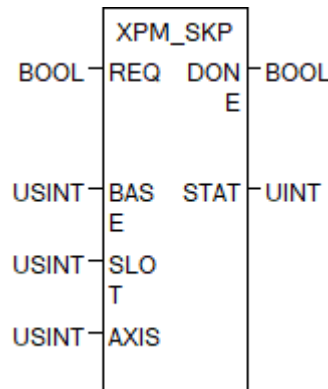 XPM_SKP
BOOL REQ DON BOOL
E
USINT BAS STAT UINT
E
USINT SLO
T
USINT AXIS